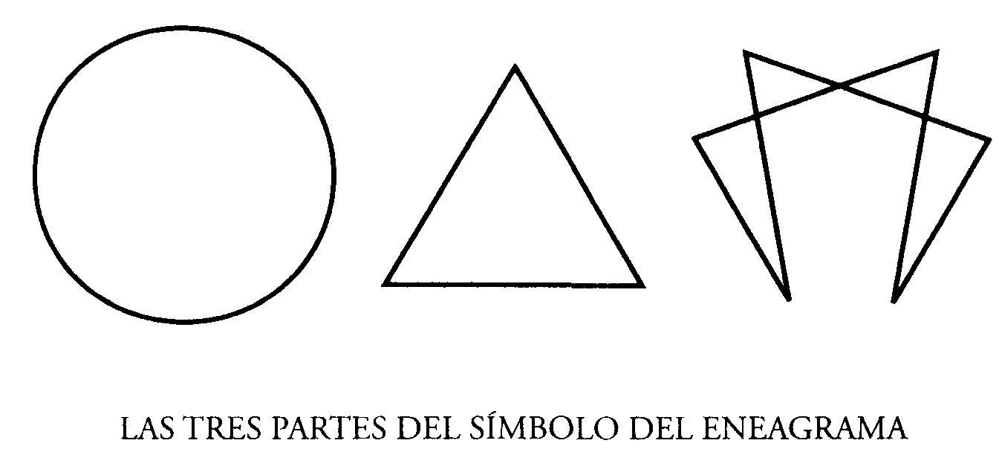 LAS TRES PARTES DEL SÍMBOLO DEL ENEAGRAMA